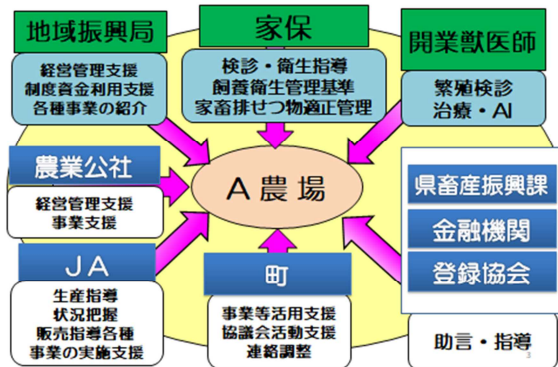 地域振興局
経営管理支援
制度資金利用支援
各種事業の紹介
家保
検診・衛生指導
飼養衛生管理基準
家畜排せつ物適正管理
開業獣医師
繁殖検診
治療・AI
農業公社
経営管理支援
事業支援
A農場
県畜産振興課
金融機関
登録協会
助言・指導
JA
生産指導
状況把握
販売指導各種
事業の実施支援
町
事業等活用支援
協議会活動支援
連絡調整
3